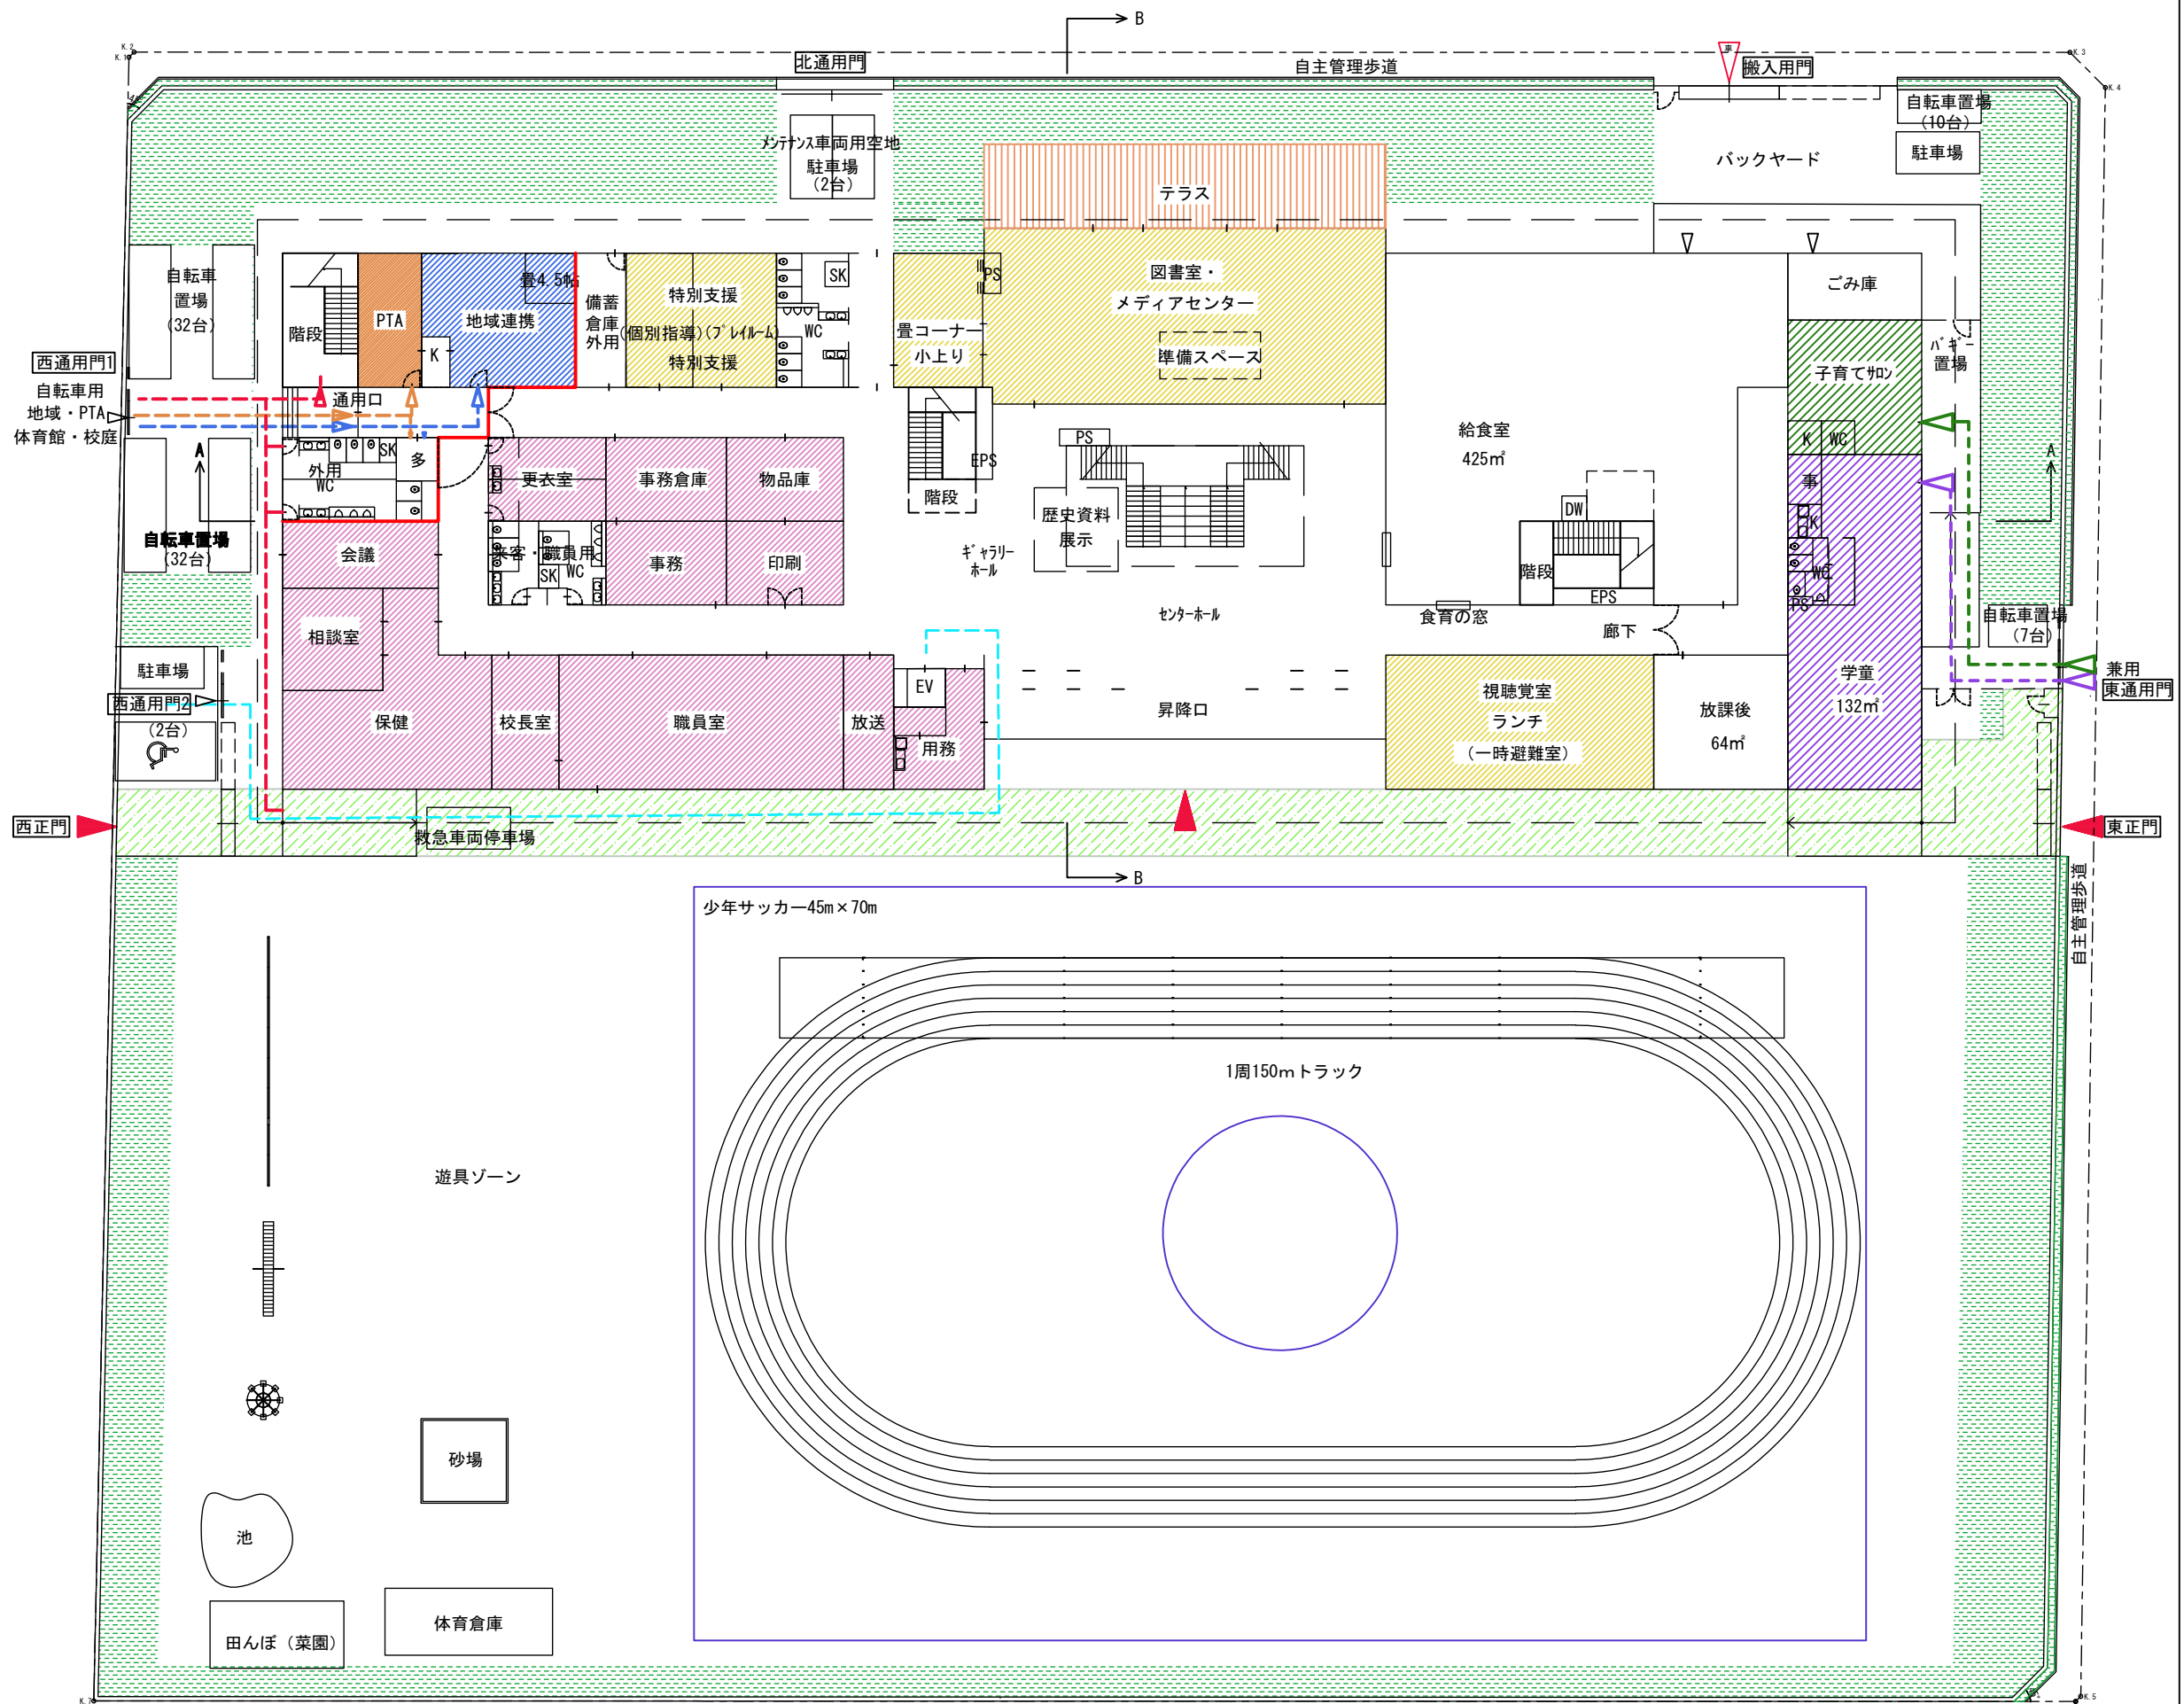 B
K.2
K.1
K.3
K.4
北通用門
自主管理歩道
車
搬入用門
自転車置場
(10台)
駐車場
バックヤード
メンテナンス車両用空地
駐車場
(2台)
テラス
自転車
置場
(32台)
階段
PTA
地域連携
畳4.5帖
K
備蓄
倉庫
外用
特別支援
(個別指導)(プレイルーム)
特別支援
SK
WC
PS
畳コーナー
小上り
図書室・
メディアセンター
準備スペース
ごみ庫
子育てサロン
バギー
置場
西通用門1
自転車用
地域・PTA
体育館・校庭
通用口
給食室
425㎡
K
WC
A
A
SK
多
外用
WC
更衣室
事務倉庫
物品庫
EPS
階段
PS
歴史資料
展示
DW
事
K
自転車置場
(32台)
会議
来客・職員用
SK
WC
事務
印刷
ギャラリー
ホール
階段
EPS
WC
PS
相談室
センターホール
食育の窓
廊下
自転車置場
(7台)
駐車場
西通用門2
(2台)
保健
校長室
職員室
放送
EV
用務
昇降口
視聴覚室
ランチ
(一時避難室)
放課後
64㎡
学童
132㎡
兼用
東通用門
西正門
救急車両停車場
東正門
B
自主管理歩道
少年サッカー45m×70m
1周150mトラック
遊具ゾーン
砂場
池
田んぼ（菜園）
体育倉庫
K.7
K.5